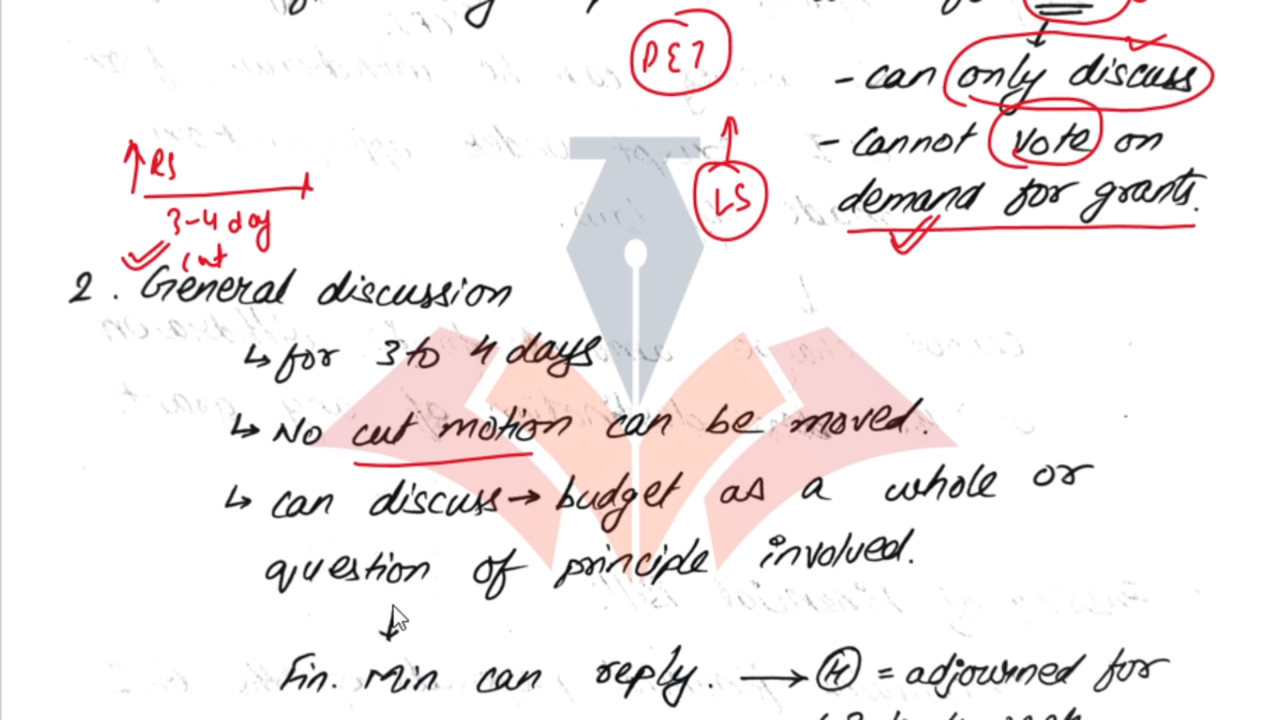 DET
- can only discuss
- cannot vote on
demand for grants.
LS
RS
3-4 day
cut
2. General discussion
↳ for 3 to 4 days
↳ No cut motion can be moved.
↳ can discuss → budget as a whole or
question of principle involved.
↓
Fin. Min can reply. → (H) = adjourned for